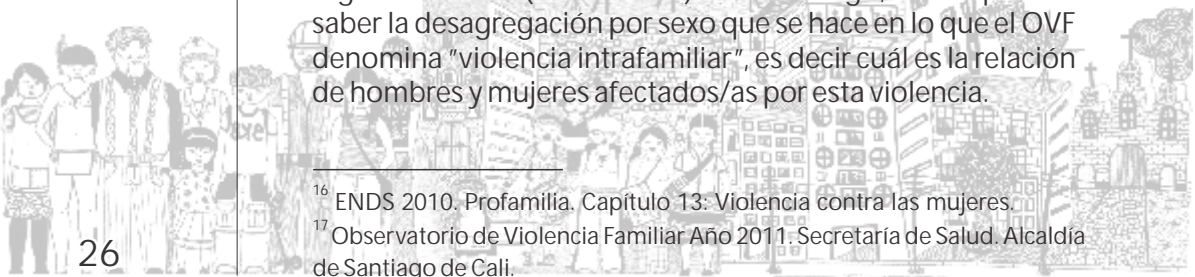 saber la desagregación por sexo que se hace en lo que el OVF
denomina "violencia intrafamiliar", es decir cuál es la relación
de hombres y mujeres afectados/as por esta violencia.
16 ENDS 2010. Profamilia. Capítulo 13: Violencia contra las mujeres.
17 Observatorio de Violencia Familiar Año 2011. Secretaría de Salud. Alcaldía
de Santiago de Cali.
26